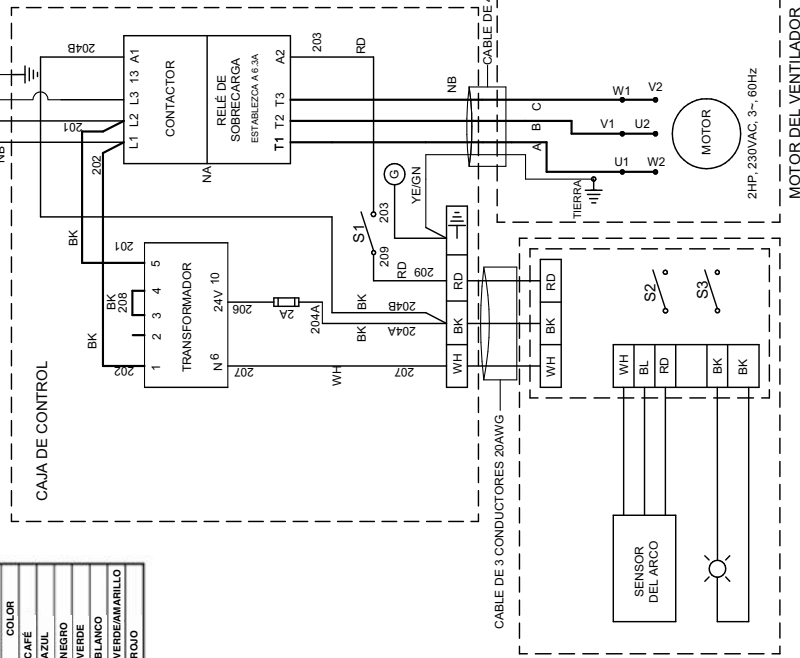 204B
203
RD
A1
13
L3
L2
L1
CONTACTOR
RELÉ DE
SOBRECARGA
ESTABLEZCA A 6.3A
A2
T3
T2
T1
NA
201
202
NB
NB
CABLE DE
C
B
A
W1
V2
V1
U2
U1
W2
MOTOR
2HP, 230VAC, 3~, 60Hz
MOTOR DEL VENTILADOR
TIERRA
G
YE/GN
S1
203
209
RD
209
BK
201
BK
208
BK
202
5
4
3
2
1
TRANSFORMADOR
24V 10
N 6
206
2A
204A
BK
204B
BK
204A
207
WH
207
RD
BK
WH
RD
BK
WH
CAJA DE CONTROL
CABLE DE 3 CONDUCTORES 20AWG
S2
S3
WH
BL
RD
BK
BK
SENSOR
DEL ARCO
COLOR
CAFÉ
AZUL
NEGRO
VERDE
BLANCO
VERDE/AMARILLO
ROJO